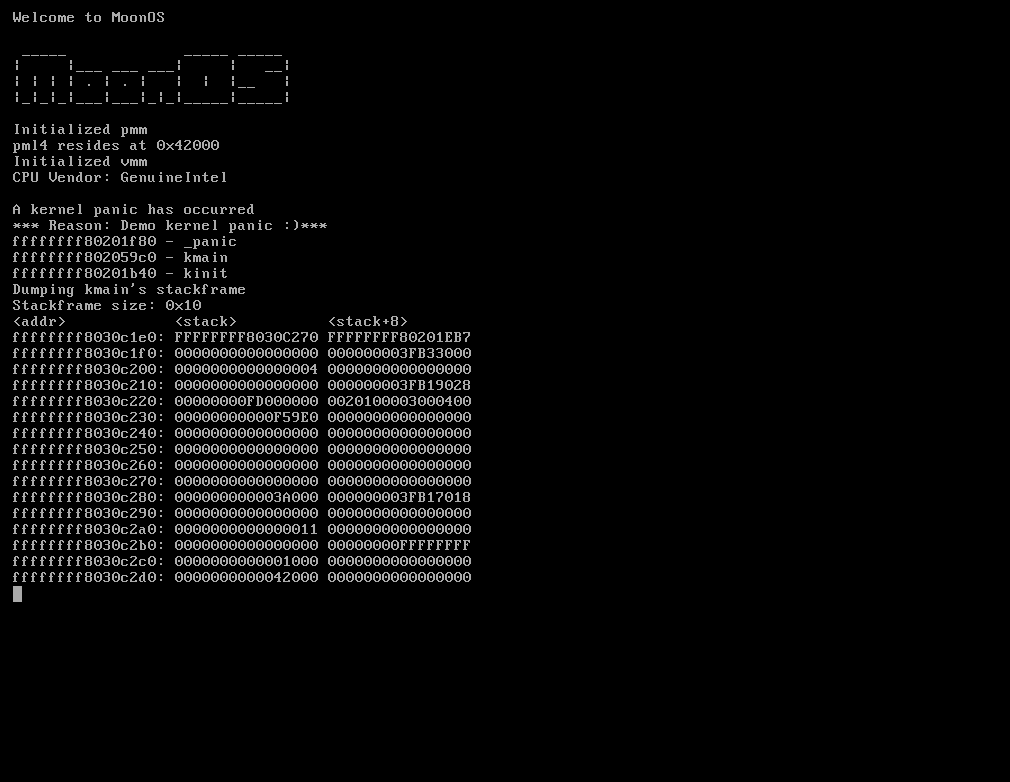 Welcome to MoonOS
 _____             _____ _____
|     |___ ___ ___|     |   __|
| | | | . | . |   |  |  |__   |
|_|_|_|___|___|_|_|_____|_____|
Initialized pmm
pml4 resides at 0x42000
Initialized vmm
CPU Vendor: GenuineIntel
A kernel panic has occurred
*** Reason: Demo kernel panic :)***
ffffffff80201f80 - _panic
ffffffff802059c0 - kmain
ffffffff80201b40 - kinit
Dumping kmain's stackframe
Stackframe size: 0x10
<addr>            <stack>          <stack+8>
ffffffff8030c1e0: FFFFFFFF8030C270 FFFFFFFF80201EB7
ffffffff8030c1f0: 0000000000000000 000000003FB33000
ffffffff8030c200: 0000000000000004 0000000000000000
ffffffff8030c210: 0000000000000000 000000003FB19028
ffffffff8030c220: 00000000FD000000 0020100003000400
ffffffff8030c230: 00000000000F59E0 0000000000000000
ffffffff8030c240: 0000000000000000 0000000000000000
ffffffff8030c250: 0000000000000000 0000000000000000
ffffffff8030c260: 0000000000000000 0000000000000000
ffffffff8030c270: 0000000000000000 0000000000000000
ffffffff8030c280: 000000000003A000 000000003FB17018
ffffffff8030c290: 0000000000000000 0000000000000000
ffffffff8030c2a0: 0000000000000011 0000000000000000
ffffffff8030c2b0: 0000000000000000 00000000FFFFFFFF
ffffffff8030c2c0: 0000000000001000 0000000000000000
ffffffff8030c2d0: 0000000000042000 0000000000000000